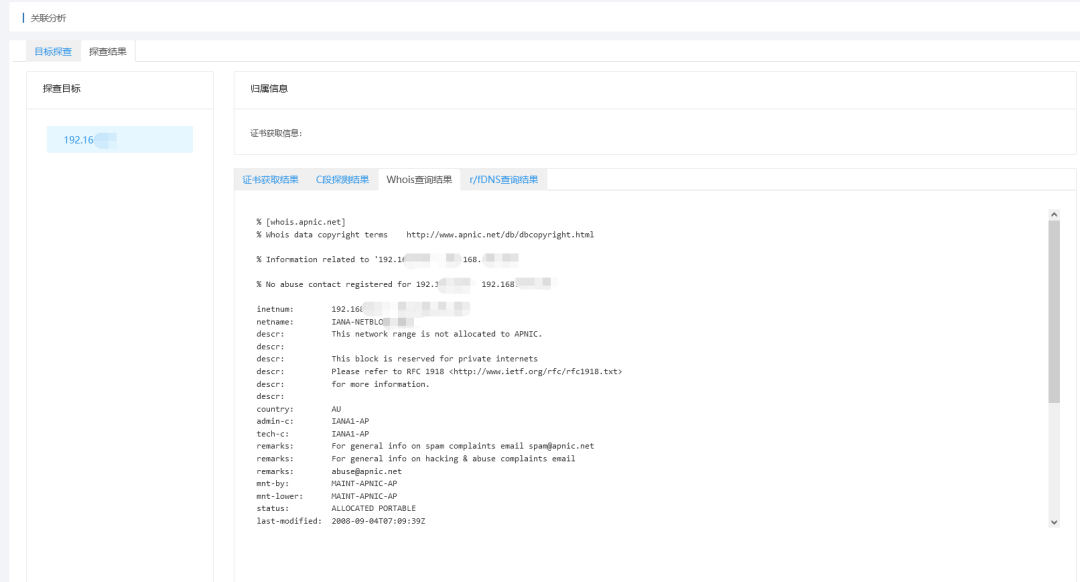 关联分析
目标探查 探查结果
探查目标
192.16
归属信息
证书获取信息:
证书获取结果 C段探测结果 Whois查询结果 r/fDNS查询结果
% [whois.apnic.net]
% Whois data copyright terms    http://www.apnic.net/db/dbcopyright.html
% Information related to '192.1 168.
% No abuse contact registered for 192. 192.168
inetnum:        192.168
netname:        IANA-NETBLO
descr:          This network range is not allocated to APNIC.
descr:
descr:          This block is reserved for private internets
descr:          Please refer to RFC 1918 <http://www.ietf.org/rfc/rfc1918.txt>
descr:          for more information.
descr:
country:        AU
admin-c:        IANA1-AP
tech-c:         IANA1-AP
remarks:        For general info on spam complaints email spam@apnic.net
remarks:        For general info on hacking & abuse complaints email
remarks:        abuse@apnic.net
mnt-by:         MAINT-APNIC-AP
mnt-lower:      MAINT-APNIC-AP
status:         ALLOCATED PORTABLE
last-modified:  2008-09-04T07:09:39Z